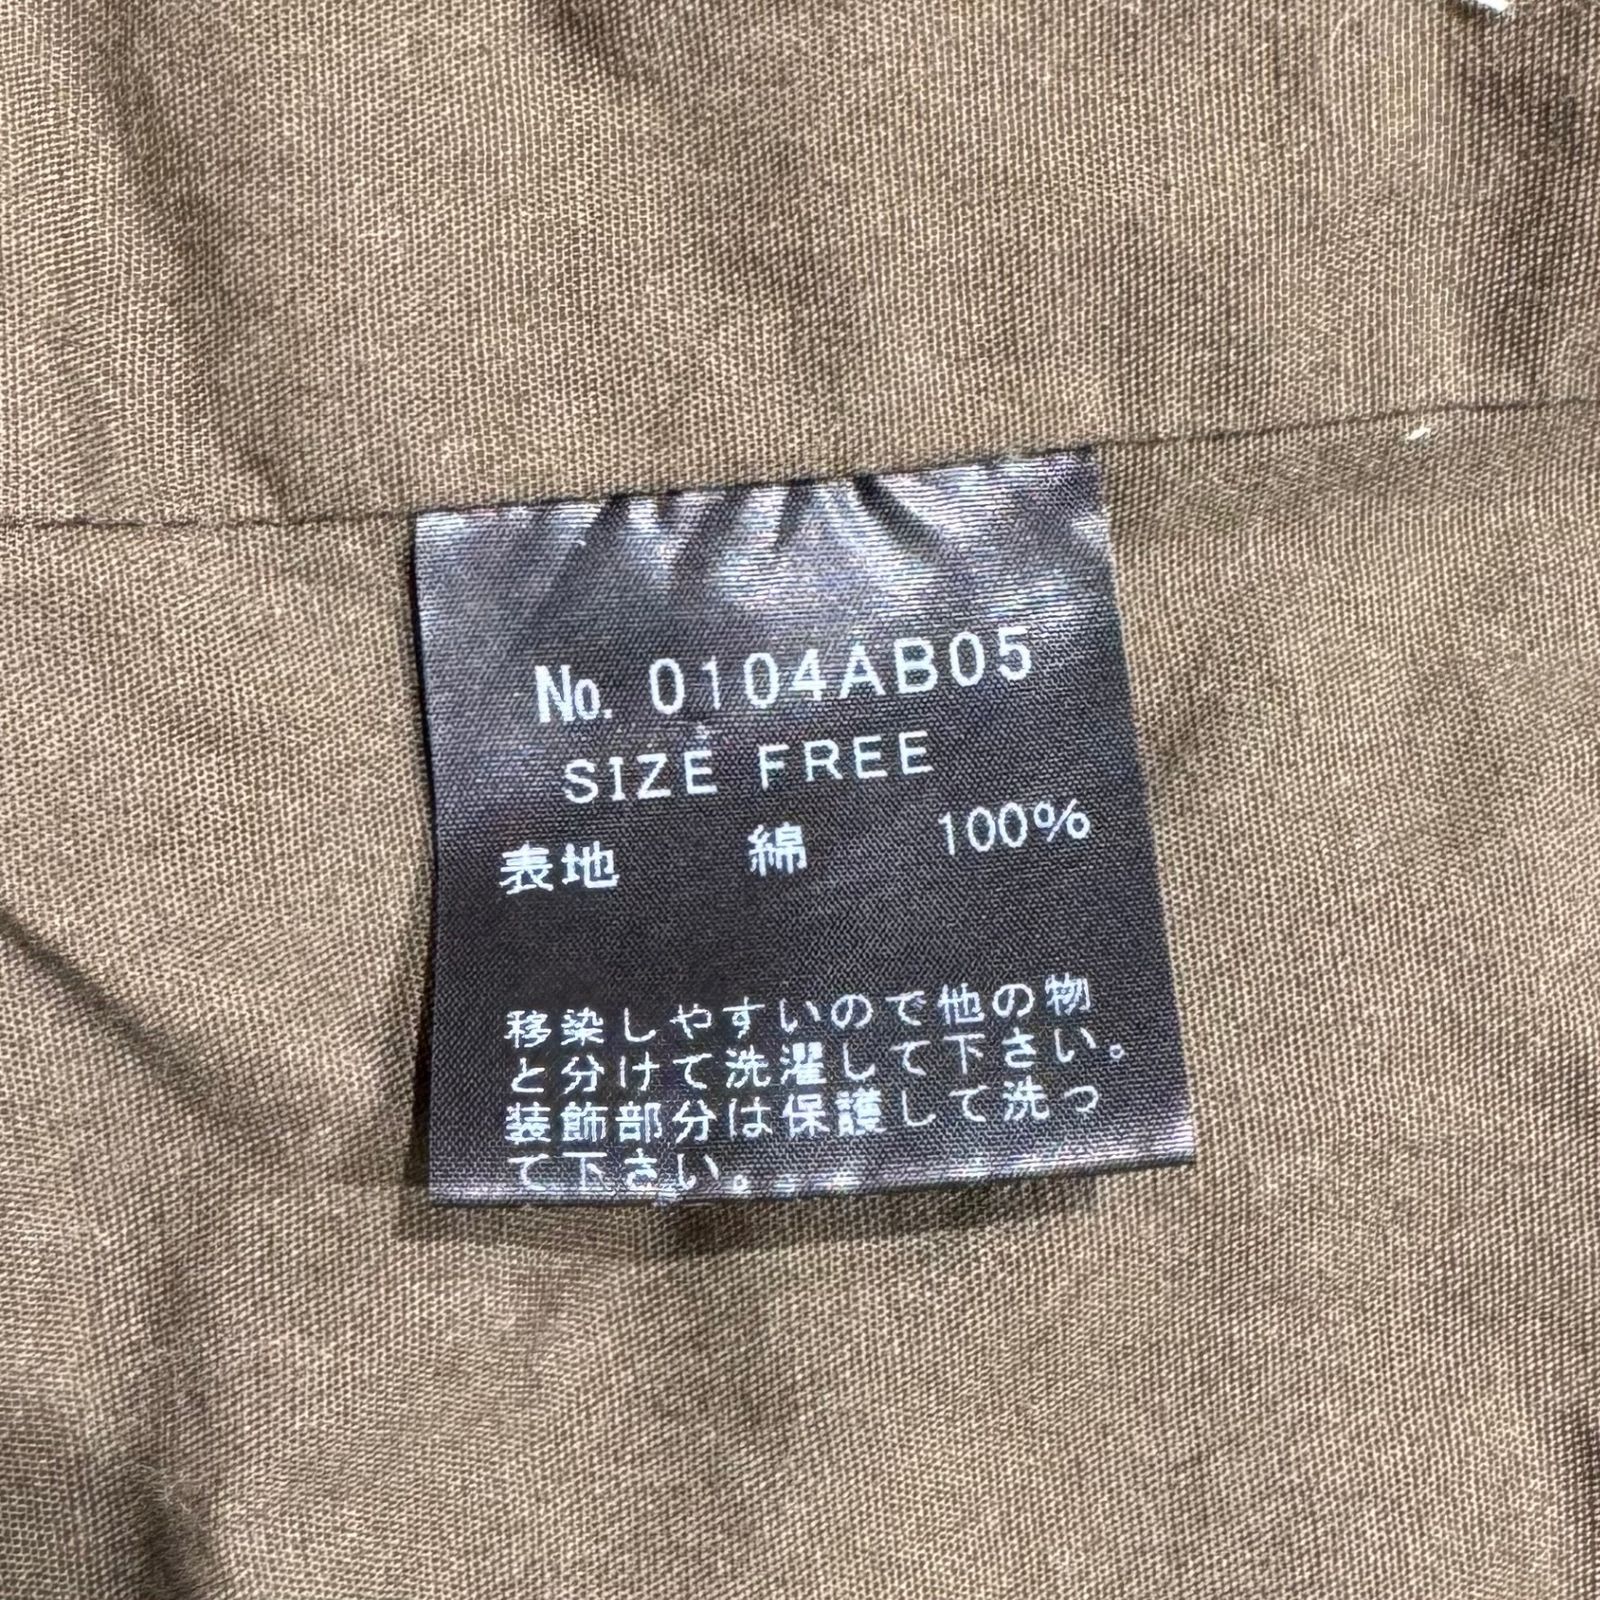 No. 0104AB05
SIZE FREE
表地 綿 100%
移染しやすいので他の物
と分けて洗濯して下さい。
装飾部分は保護して洗っ
て下さい。